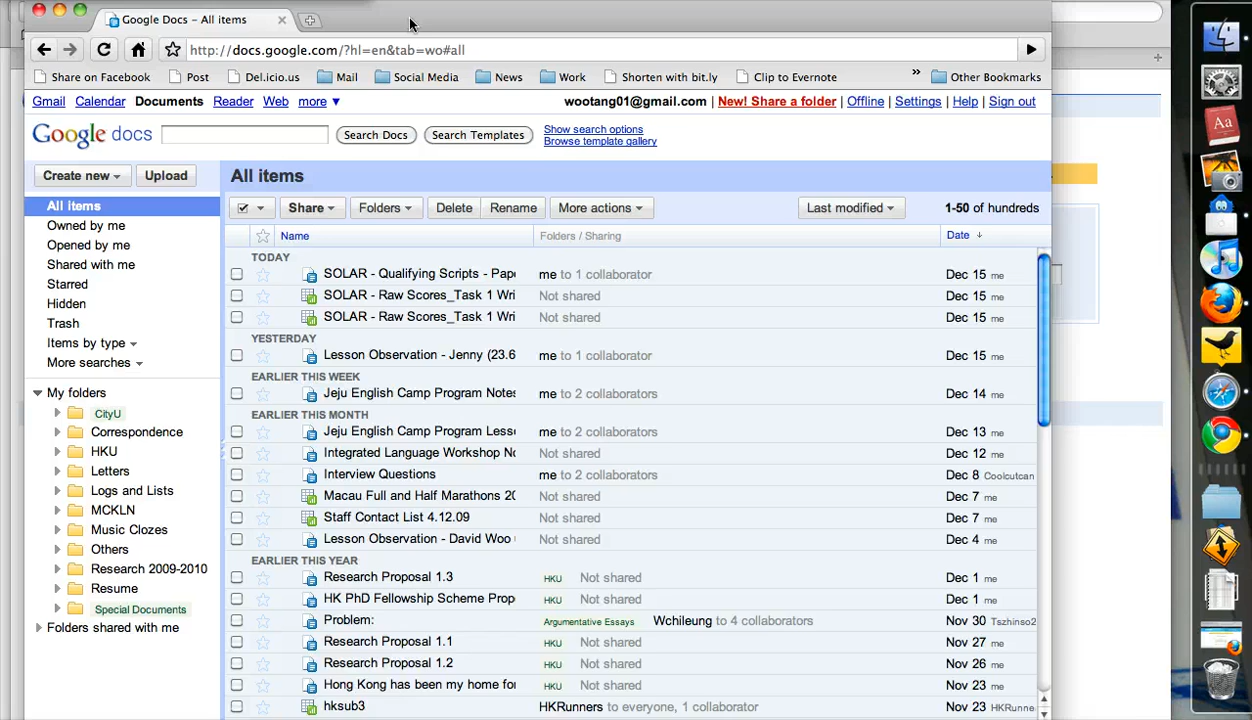 Google Docs - All items
http://docs.google.com/?hl=en&tab=wo#all
Share on Facebook Post Del.icio.us Mail Social Media News Work Shorten with bit.ly Clip to Evernote » Other Bookmarks
Gmail Calendar Documents Reader Web more ▼ wootang01@gmail.com | New! Share a folder | Offline | Settings | Help | Sign out
Google docs Search Docs Search Templates Show search options
Browse template gallery
Create new Upload All items
All items
Owned by me
Opened by me
Shared with me
Starred
Hidden
Trash
Items by type
More searches
My folders
CityU
Correspondence
HKU
Letters
Logs and Lists
MCKLN
Music Clozes
Others
Research 2009-2010
Resume
Special Documents
Folders shared with me
Share Folders Delete Rename More actions Last modified 1-50 of hundreds
Name Folders / Sharing Date
TODAY
SOLAR - Qualifying Scripts - Pape me to 1 collaborator Dec 15 me
SOLAR - Raw Scores_Task 1 Wri Not shared Dec 15 me
SOLAR - Raw Scores_Task 1 Wri Not shared Dec 15 me
YESTERDAY
Lesson Observation - Jenny (23.6 me to 1 collaborator Dec 15 me
EARLIER THIS WEEK
Jeju English Camp Program Notes me to 2 collaborators Dec 14 me
EARLIER THIS MONTH
Jeju English Camp Program Lesso me to 2 collaborators Dec 13 me
Integrated Language Workshop No Not shared Dec 12 me
Interview Questions me to 2 collaborators Dec 8 Coolcutcan
Macau Full and Half Marathons 20 Not shared Dec 7 me
Staff Contact List 4.12.09 Not shared Dec 7 me
Lesson Observation - David Woo Not shared Dec 4 me
EARLIER THIS YEAR
Research Proposal 1.3 HKU Not shared Dec 1 me
HK PhD Fellowship Scheme Prop HKU Not shared Dec 1 me
Problem: Argumentative Essays Wchileung to 4 collaborators Nov 30 Tszhinso2
Research Proposal 1.1 HKU Not shared Nov 27 me
Research Proposal 1.2 HKU Not shared Nov 26 me
Hong Kong has been my home for HKU Not shared Nov 23 me
hksub3 HKRunners to everyone, 1 collaborator Nov 23 me
Aa